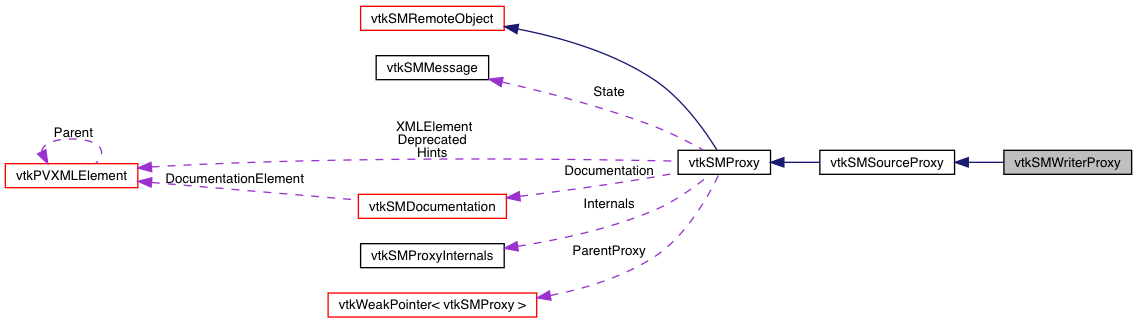 vtkSMRemoteObject
vtkSMMessage
State
Parent
XMLElement
Deprecated
Hints
vtkPVXMLElement
DocumentationElement
Documentation
vtkSMProxy
vtkSMSourceProxy
vtkSMWriterProxy
vtkSMDocumentation
Internals
vtkSMProxyInternals
ParentProxy
vtkWeakPointer< vtkSMProxy >